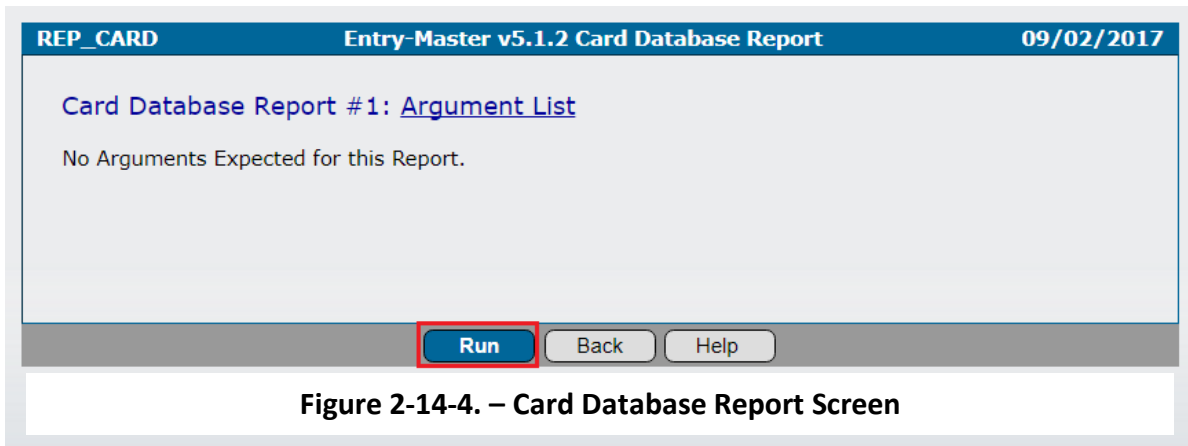 REP_CARD Entry-Master v5.1.2 Card Database Report 09/02/2017
Card Database Report #1: Argument List
No Arguments Expected for this Report.
Run Back Help
Figure 2-14-4. – Card Database Report Screen